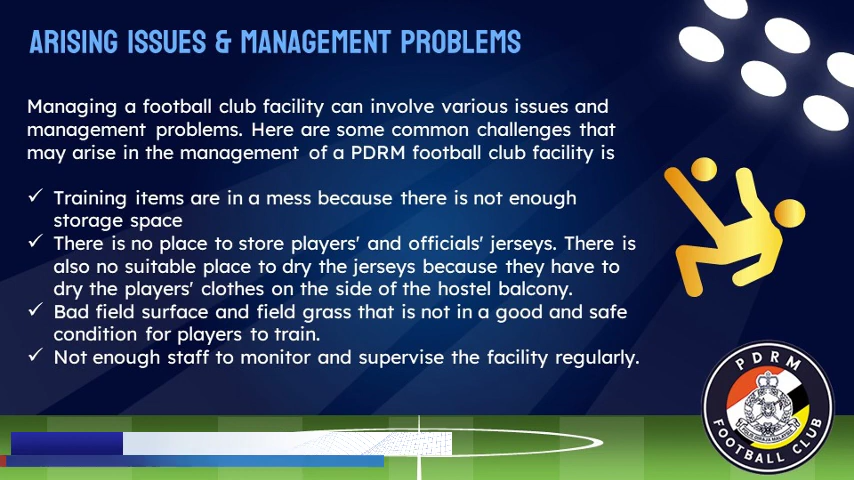 ARISING ISSUES & MANAGEMENT PROBLEMS
Managing a football club facility can involve various issues and
management problems. Here are some common challenges that
may arise in the management of a PDRM football club facility is
✓ Training items are in a mess because there is not enough
storage space
✓ There is no place to store players' and officials' jerseys. There is
also no suitable place to dry the jerseys because they have to
dry the players' clothes on the side of the hostel balcony.
✓ Bad field surface and field grass that is not in a good and safe
condition for players to train.
✓ Not enough staff to monitor and supervise the facility regularly.
PDRM
FOOTBALL CLUB